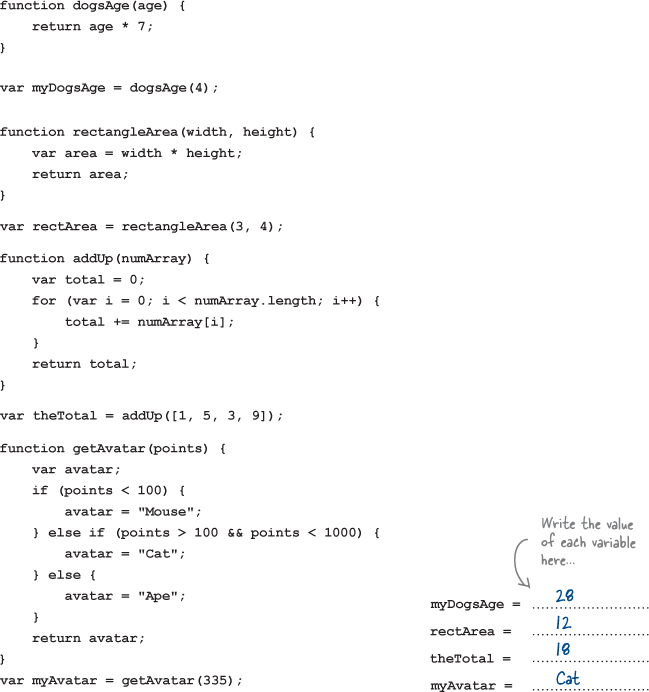 function dogsAge(age) {
    return age * 7;
}
var myDogsAge = dogsAge(4);
function rectangleArea(width, height) {
    var area = width * height;
    return area;
}
var rectArea = rectangleArea(3, 4);
function addUp(numArray) {
    var total = 0;
    for (var i = 0; i < numArray.length; i++) {
        total += numArray[i];
    }
    return total;
}
var theTotal = addUp([1, 5, 3, 9]);
function getAvatar(points) {
    var avatar;
    if (points < 100) {
        avatar = "Mouse";
    } else if (points > 100 && points < 1000) {
        avatar = "Cat";
    } else {
        avatar = "Ape";
    }
    return avatar;
}
var myAvatar = getAvatar(335);
Write the value
of each variable
here...
myDogsAge = 28
rectArea = 12
theTotal = 18
myAvatar = Cat